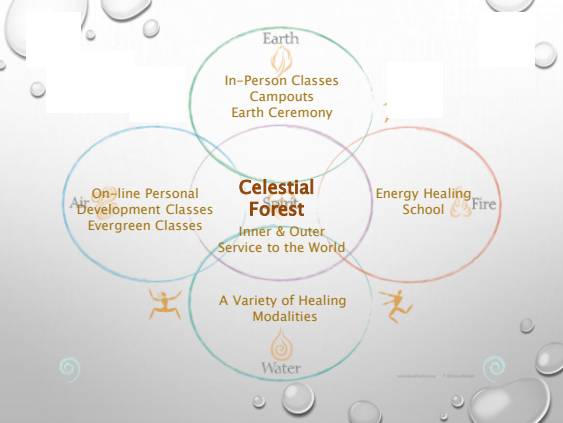 Earth
In-Person Classes
Campouts
Earth Ceremony
Air
On-line Personal
Development Classes
Evergreen Classes
Celestial
Forest
Spirit
Inner & Outer
Service to the World
Energy Healing
School
Fire
A Variety of Healing
Modalities
Water